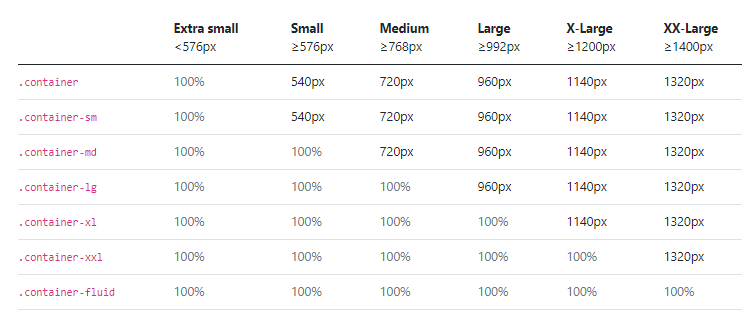 Extra small Small Medium Large X-Large XX-Large
<576px ≥576px ≥768px ≥992px ≥1200px ≥1400px
.container 100% 540px 720px 960px 1140px 1320px
.container-sm 100% 540px 720px 960px 1140px 1320px
.container-md 100% 100% 720px 960px 1140px 1320px
.container-lg 100% 100% 100% 960px 1140px 1320px
.container-xl 100% 100% 100% 100% 1140px 1320px
.container-xxl 100% 100% 100% 100% 100% 1320px
.container-fluid 100% 100% 100% 100% 100% 100%